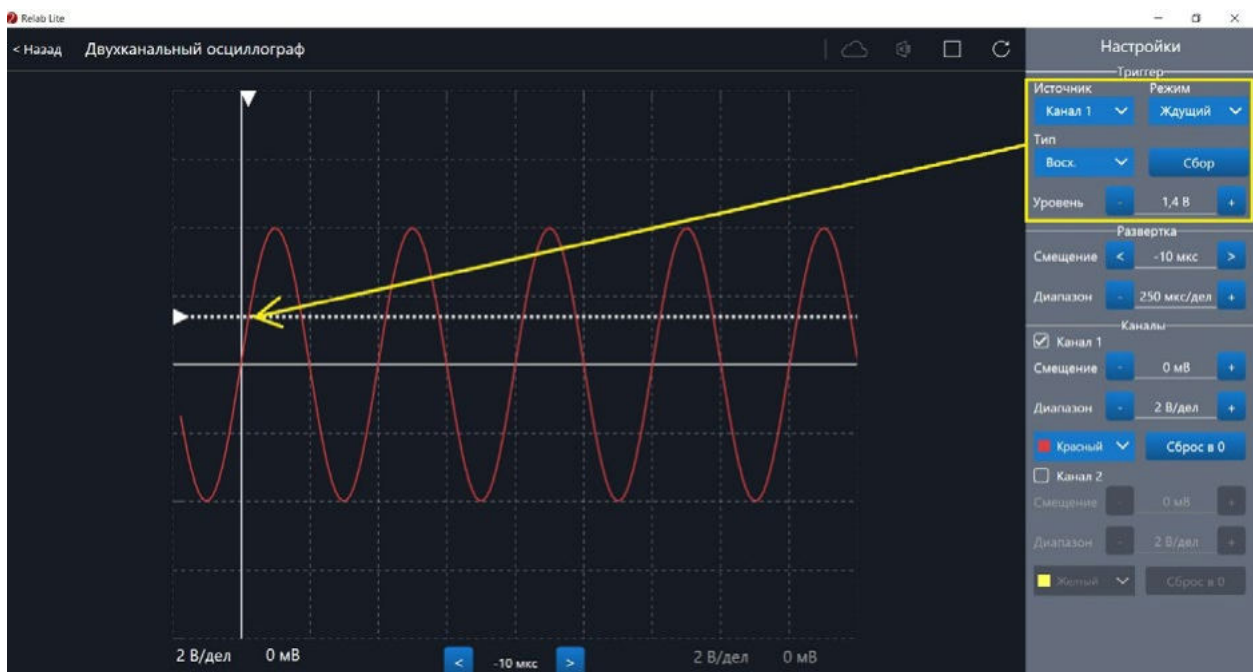 Relab Lite
< Назад Двухканальный осциллограф
Настройки
Триггер
Источник Режим
Канал 1 Ждущий
Тип
Восх. Сбор
Уровень - 1,4 В +
Развертка
Смещение < -10 мкс >
Диапазон - 250 мкс/дел +
Каналы
Канал 1
Смещение - 0 мВ +
Диапазон - 2 В/дел +
Красный Сброс в 0
Канал 2
Смещение - 0 мВ +
Диапазон - 2 В/дел +
Желтый Сброс в 0
2 В/дел 0 мВ < -10 мкс > 2 В/дел 0 мВ